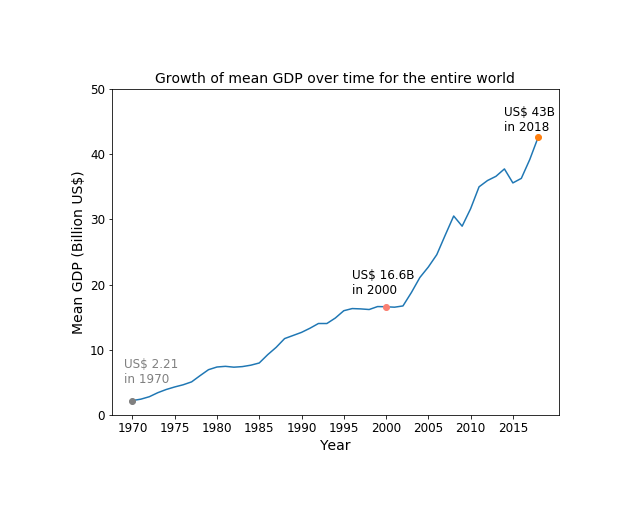 Growth of mean GDP over time for the entire world
50
40
30
20
10
0
Mean GDP (Billion US$)
US$ 43B
in 2018
US$ 16.6B
in 2000
US$ 2.21
in 1970
1970 1975 1980 1985 1990 1995 2000 2005 2010 2015
Year